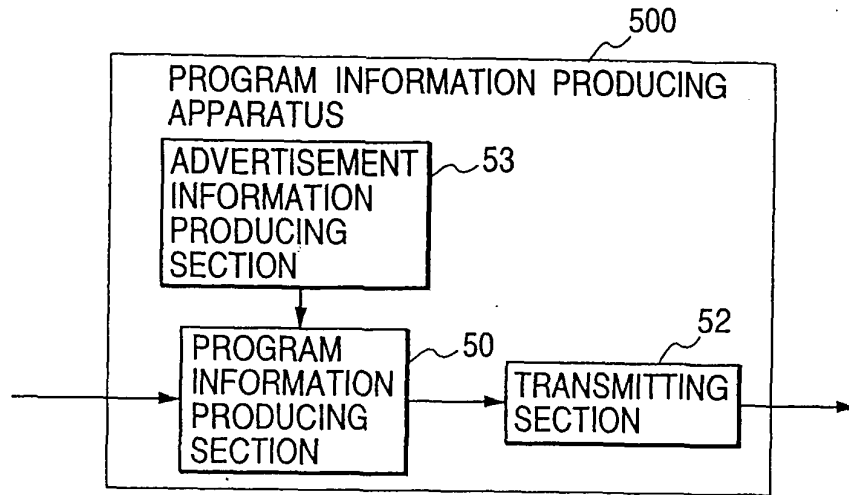 500
PROGRAM INFORMATION PRODUCING
APPARATUS
ADVERTISEMENT
INFORMATION
PRODUCING
SECTION
53
PROGRAM
INFORMATION
PRODUCING
SECTION
50
TRANSMITTING
SECTION
52